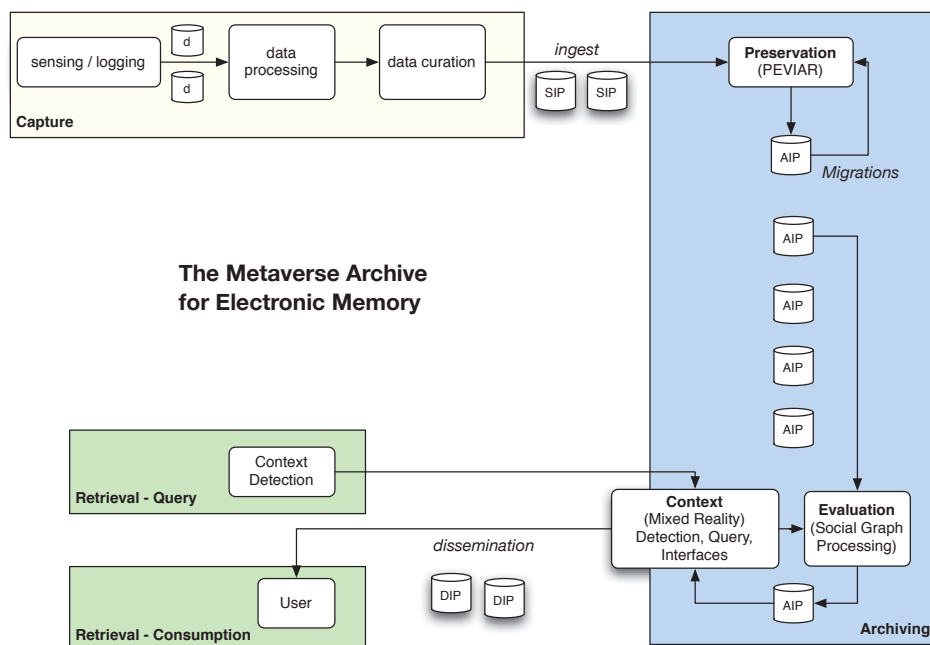 sensing / logging
d
d
data
processing
data curation
Capture
ingest
SIP
SIP
Preservation
(PEVIAR)
AIP
Migrations
AIP
AIP
AIP
AIP
The Metaverse Archive
for Electronic Memory
Context
Detection
Retrieval - Query
Context
(Mixed Reality)
Detection, Query,
Interfaces
Evaluation
(Social Graph
Processing)
dissemination
DIP
DIP
User
Retrieval - Consumption
AIP
Archiving